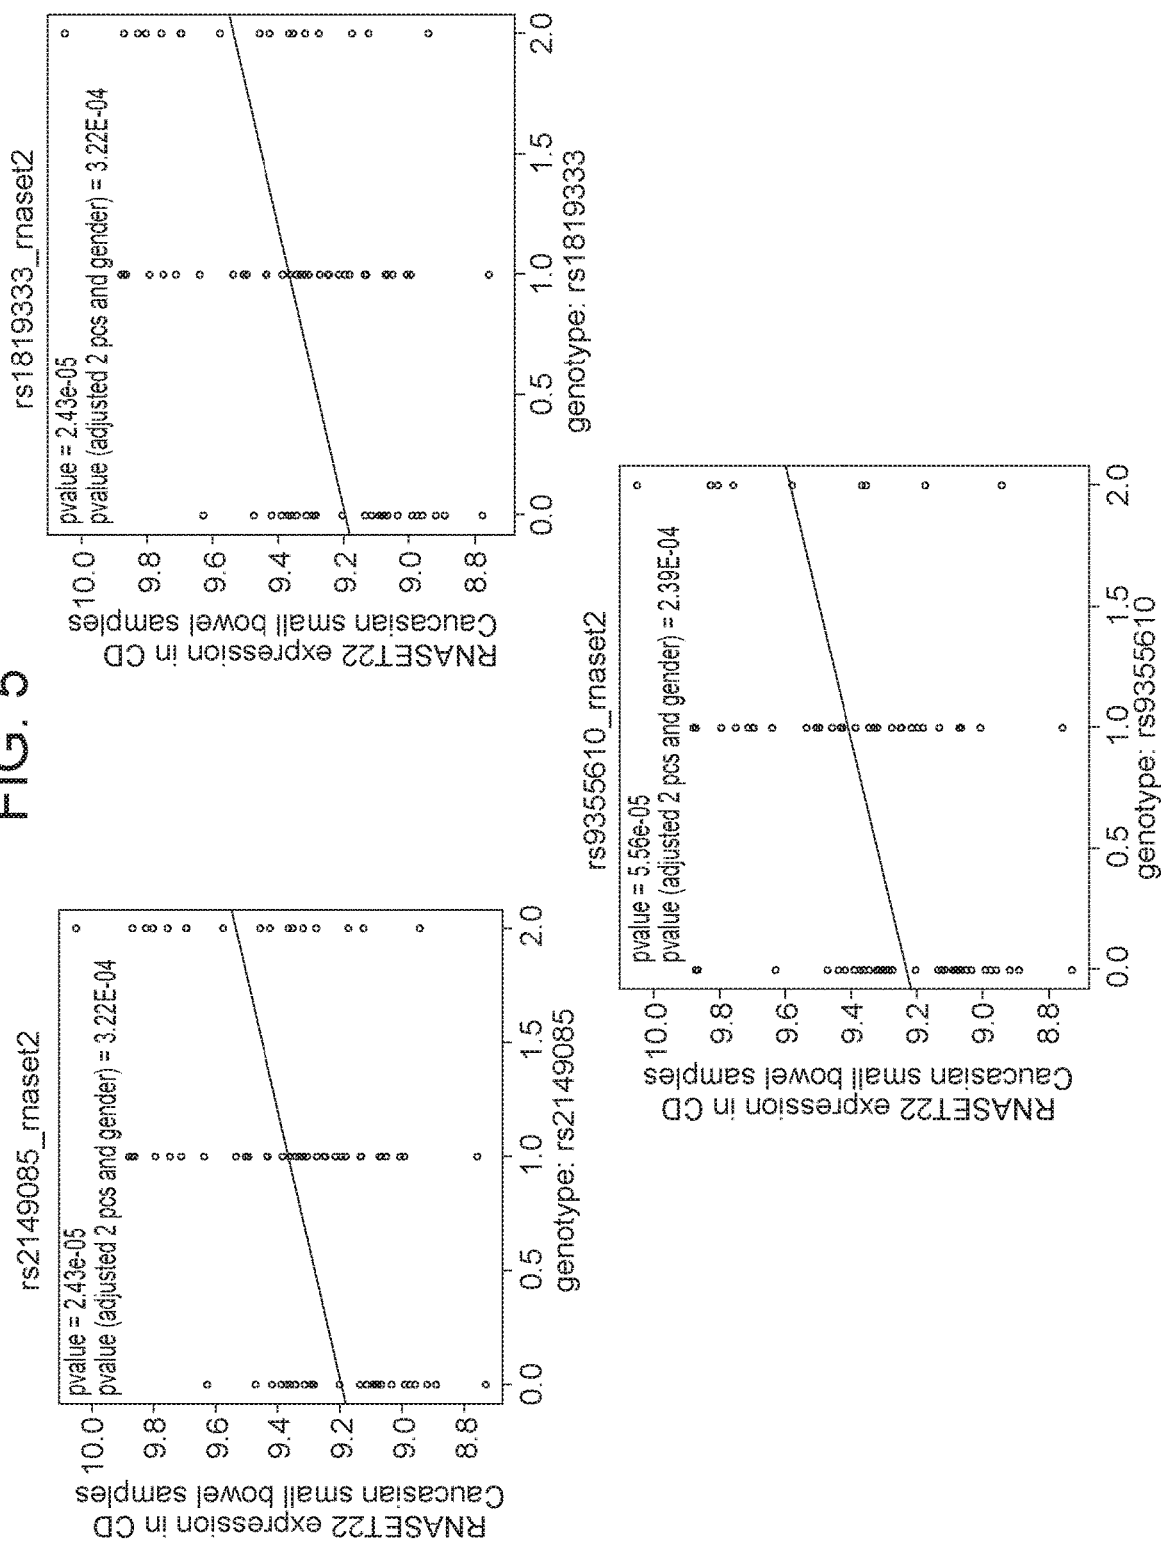 FIG. 5
rs2149085_rnaset2
pvalue = 2.43e-05
pvalue (adjusted 2 pcs and gender) = 3.22E-04
RNASET22 expression in CD
Caucasian small bowel samples
10.0
9.8
9.6
9.4
9.2
9.0
8.8
0.0 0.5 1.0 1.5 2.0
genotype: rs2149085
rs1819333_rnaset2
pvalue = 2.43e-05
pvalue (adjusted 2 pcs and gender) = 3.22E-04
RNASET22 expression in CD
Caucasian small bowel samples
10.0
9.8
9.6
9.4
9.2
9.0
8.8
0.0 0.5 1.0 1.5 2.0
genotype: rs1819333
rs9355610_rnaset2
pvalue = 5.56e-05
pvalue (adjusted 2 pcs and gender) = 2.39E-04
RNASET22 expression in CD
Caucasian small bowel samples
10.0
9.8
9.6
9.4
9.2
9.0
8.8
0.0 0.5 1.0 1.5 2.0
genotype: rs9355610